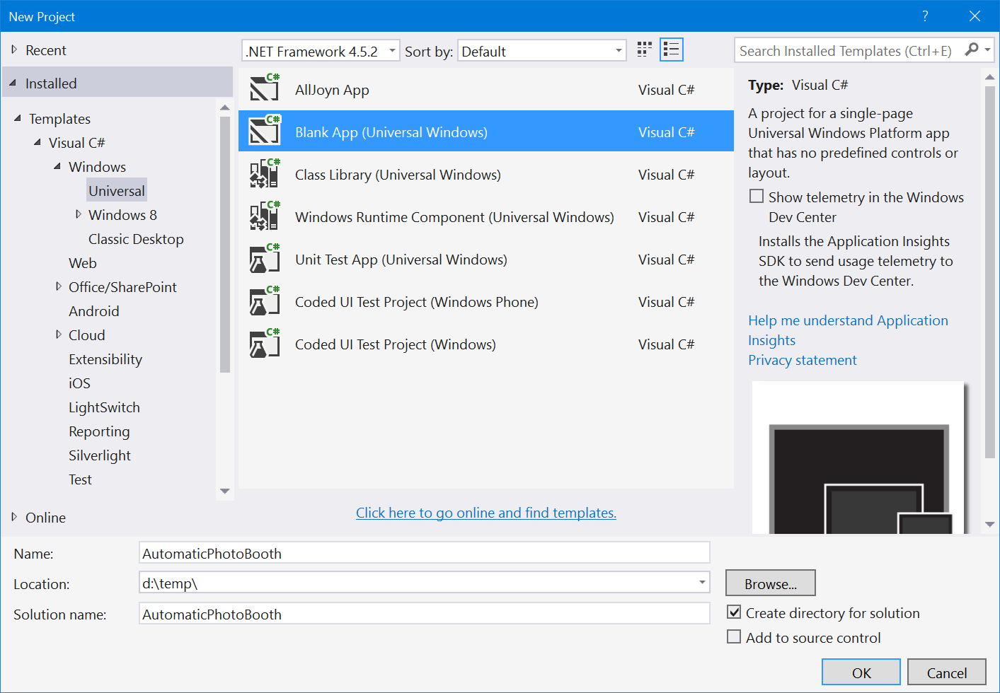 New Project
?
Recent
.NET Framework 4.5.2
Sort by:
Default
Search Installed Templates (Ctrl+E)
Installed
Templates
Visual C#
Windows
Universal
Windows 8
Classic Desktop
Web
Office/SharePoint
Android
Cloud
Extensibility
iOS
LightSwitch
Reporting
Silverlight
Test
Online
C#
AllJoyn App
Visual C#
C#
Blank App (Universal Windows)
Visual C#
C#
Class Library (Universal Windows)
Visual C#
C#
Windows Runtime Component (Universal Windows)
Visual C#
C#
Unit Test App (Universal Windows)
Visual C#
C#
Coded UI Test Project (Windows Phone)
Visual C#
C#
Coded UI Test Project (Windows)
Visual C#
Click here to go online and find templates.
Type: Visual C#
A project for a single-page
Universal Windows Platform app
that has no predefined controls or
layout.
Show telemetry in the Windows
Dev Center
Installs the Application Insights
SDK to send usage telemetry to
the Windows Dev Center.
Help me understand Application
Insights
Privacy statement
Name:
AutomaticPhotoBooth
Location:
d:\temp\
Browse...
Solution name:
AutomaticPhotoBooth
Create directory for solution
Add to source control
OK
Cancel